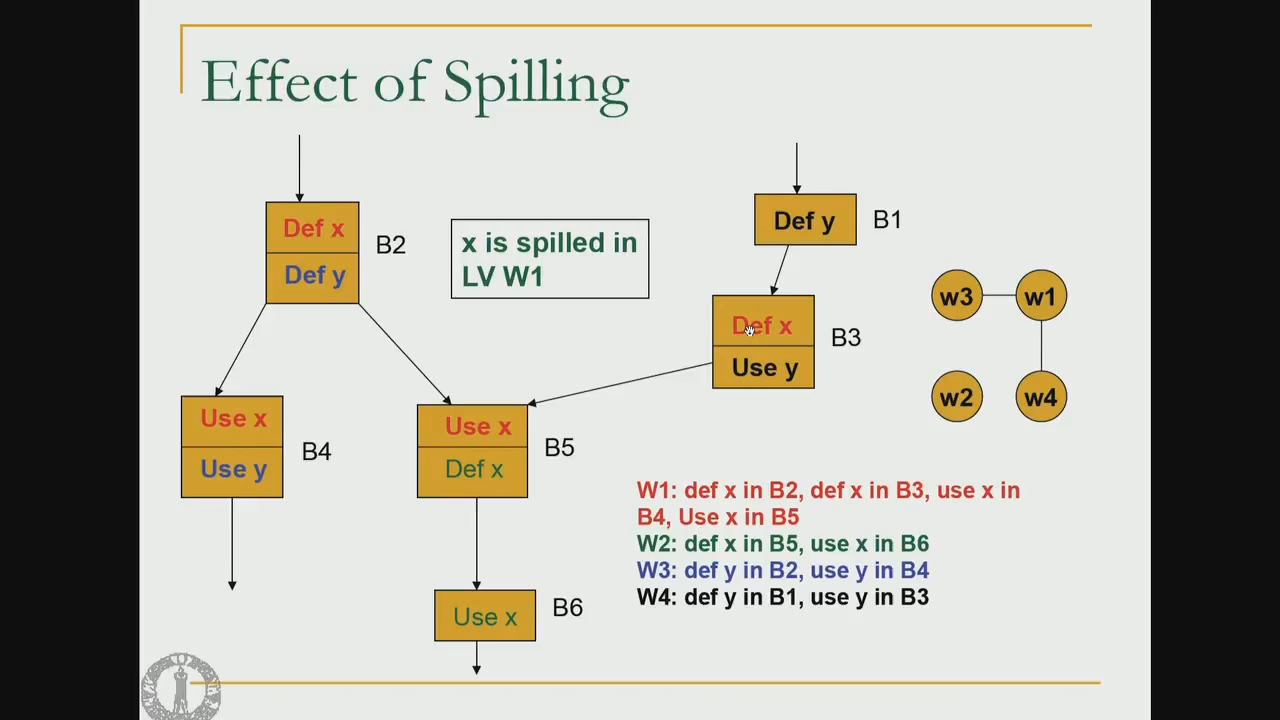 Effect of Spilling
Def x
Def y
B2
x is spilled in
LV W1
Def y
B1
Def x
Use y
B3
w3
w1
w2
w4
Use x
Use y
B4
Use x
Def x
B5
W1: def x in B2, def x in B3, use x in
B4, Use x in B5
W2: def x in B5, use x in B6
W3: def y in B2, use y in B4
W4: def y in B1, use y in B3
Use x
B6